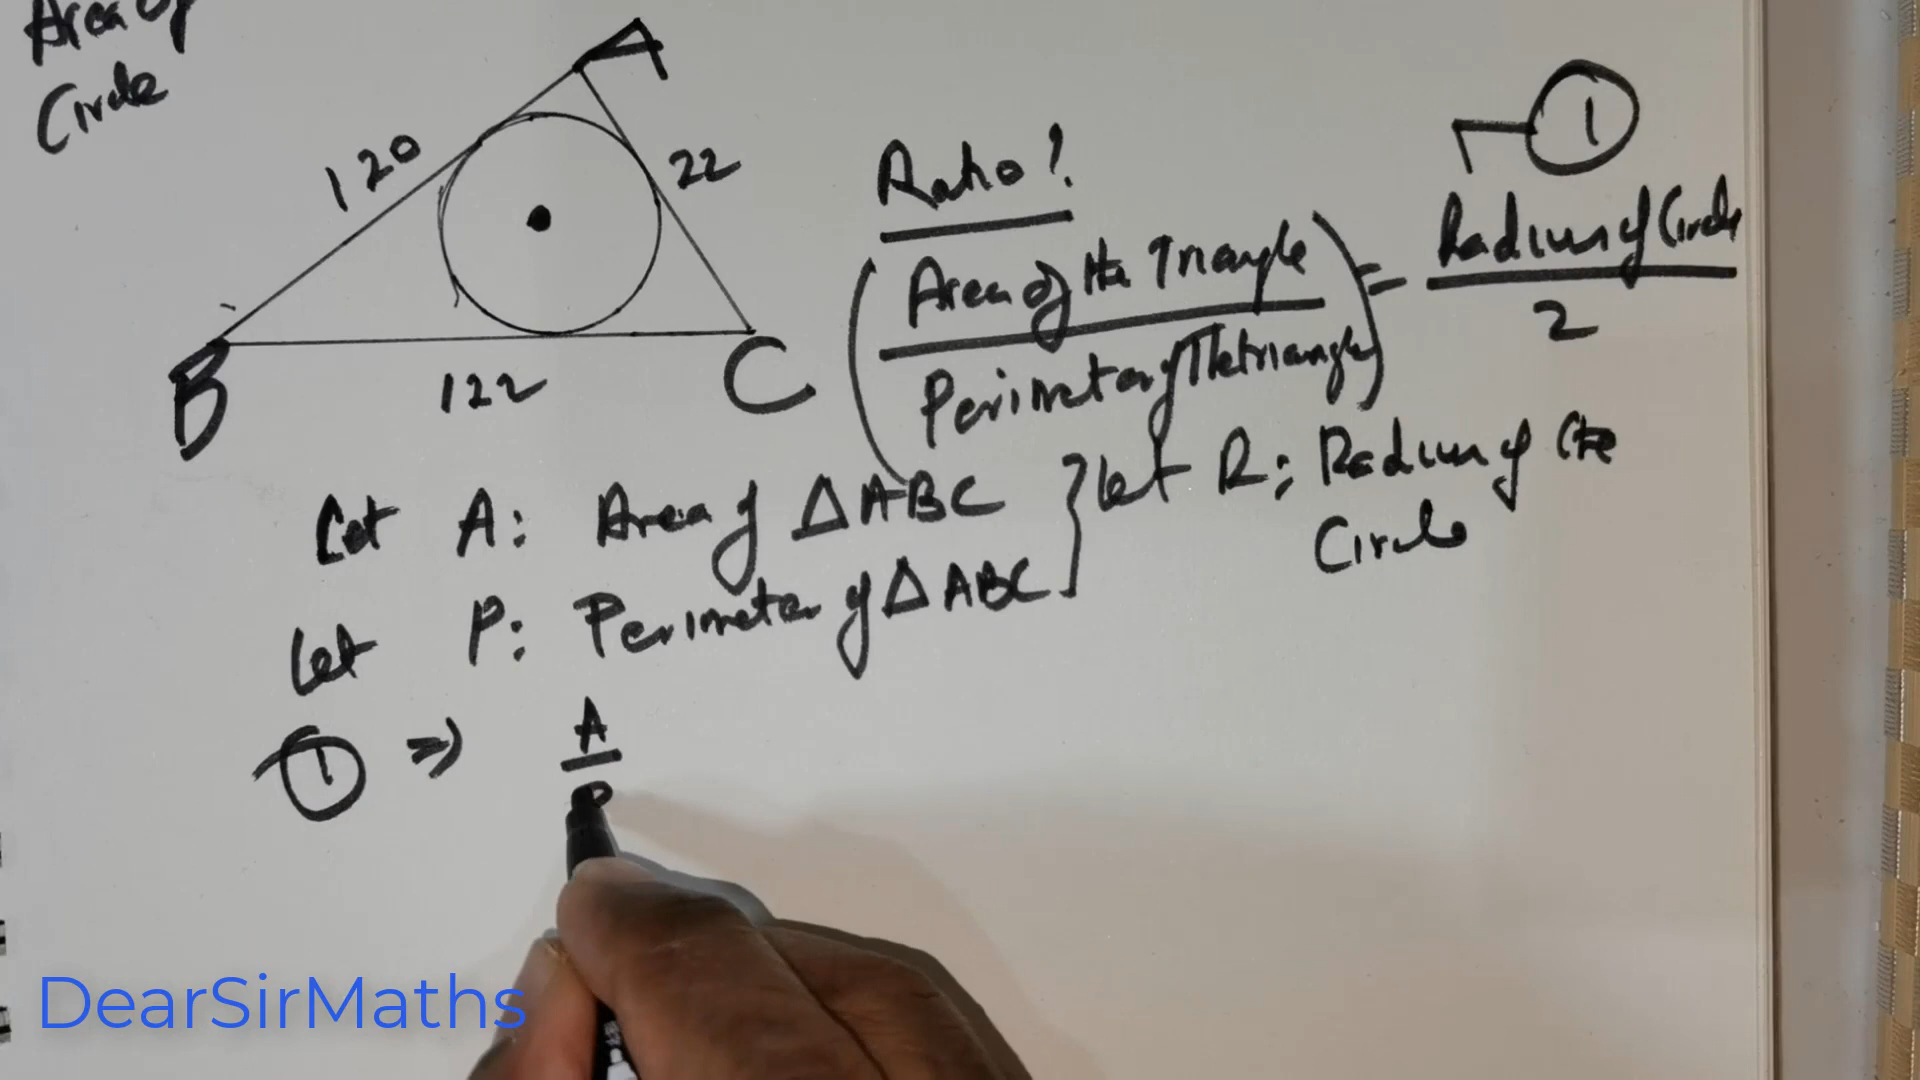 Area of
Circle
A
120
22
B
122
C
Ratio?
1
(Area of the Triangle / Perimeter of The triangle) = Radius of Circle / 2
Let A: Area of △ABC
Let P: Perimeter of △ABC
} Let R: Radius of the
Circle
① ⇒ A / P
DearSirMaths